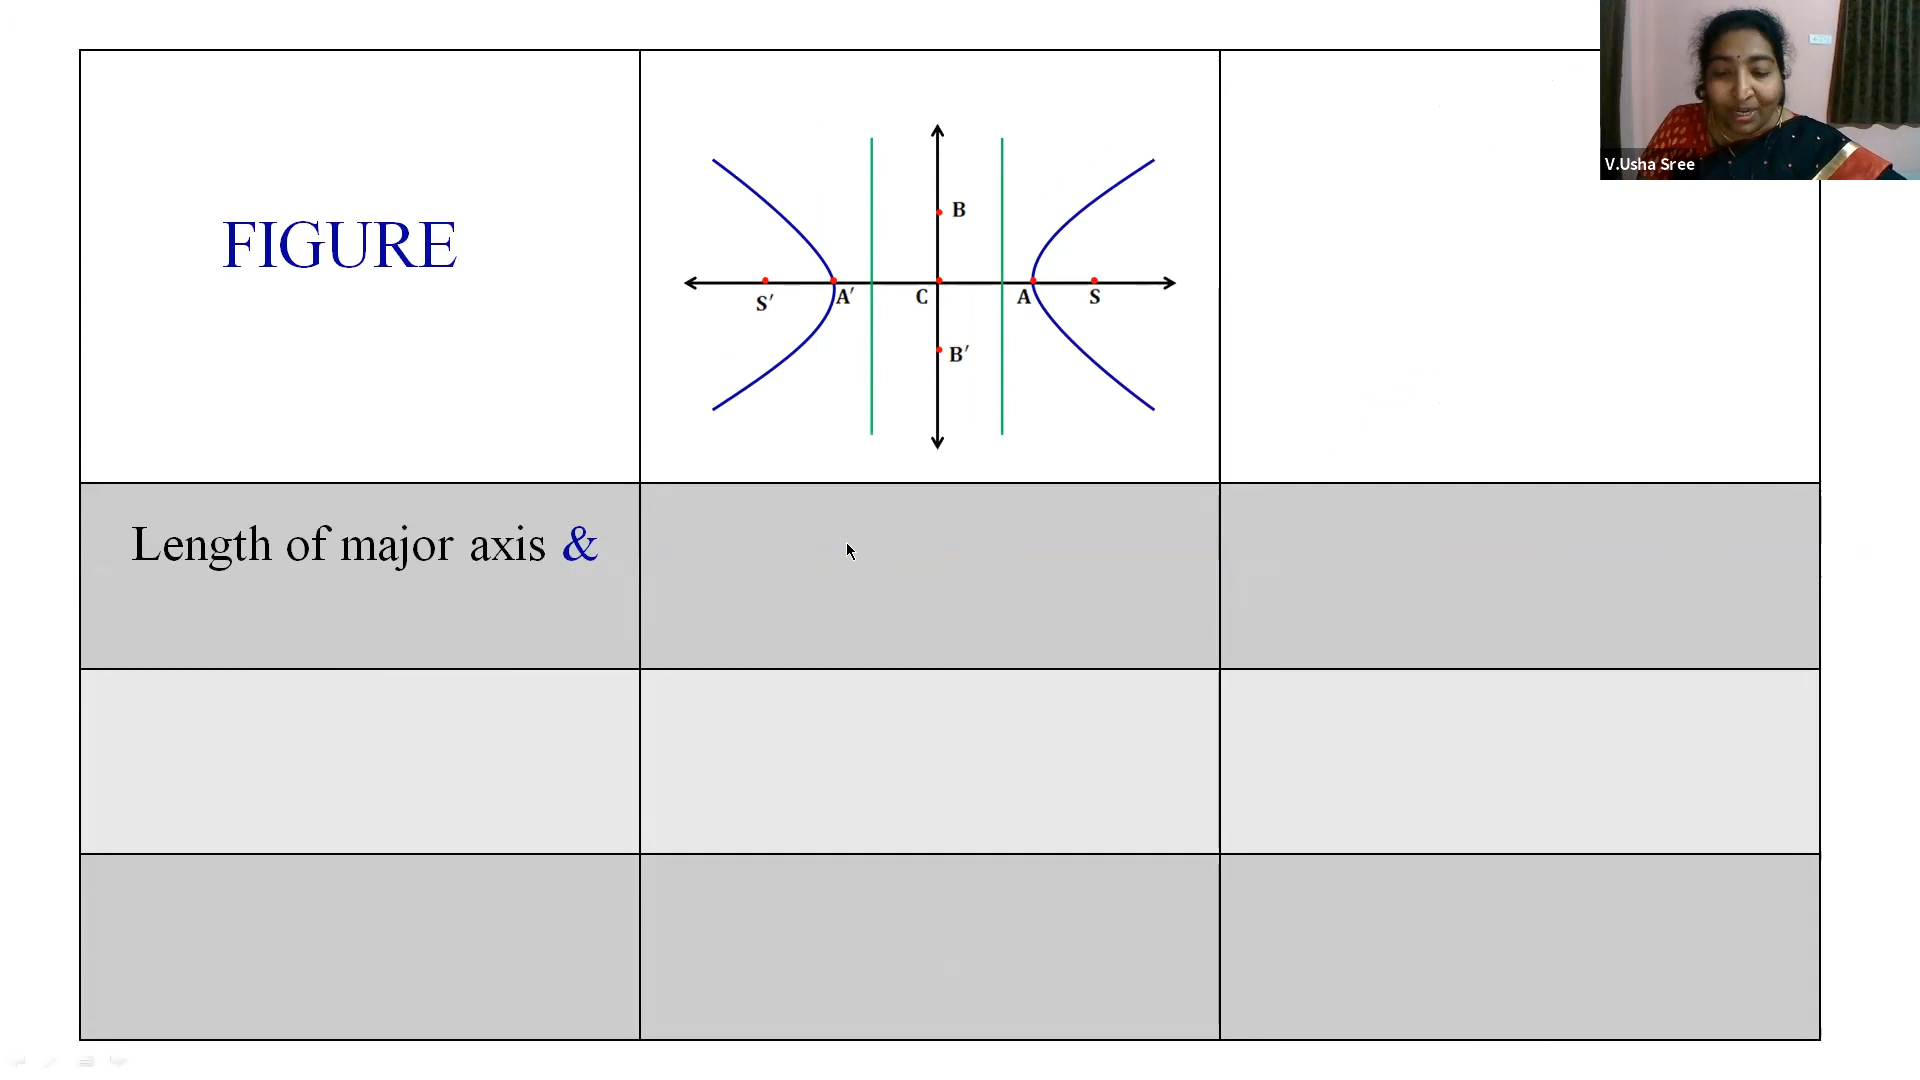 V.Usha Sree
FIGURE
B
S′ A′ C A S
B′
Length of major axis &